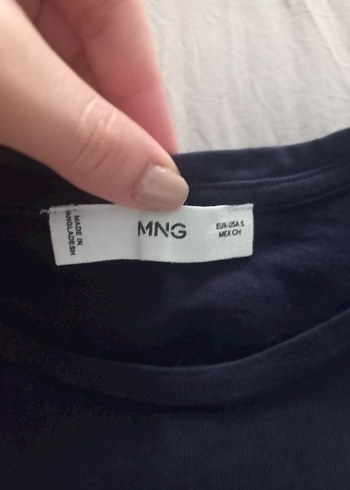 MADE IN
BANGLADESH
MNG
EUR-USA S
MEX CH